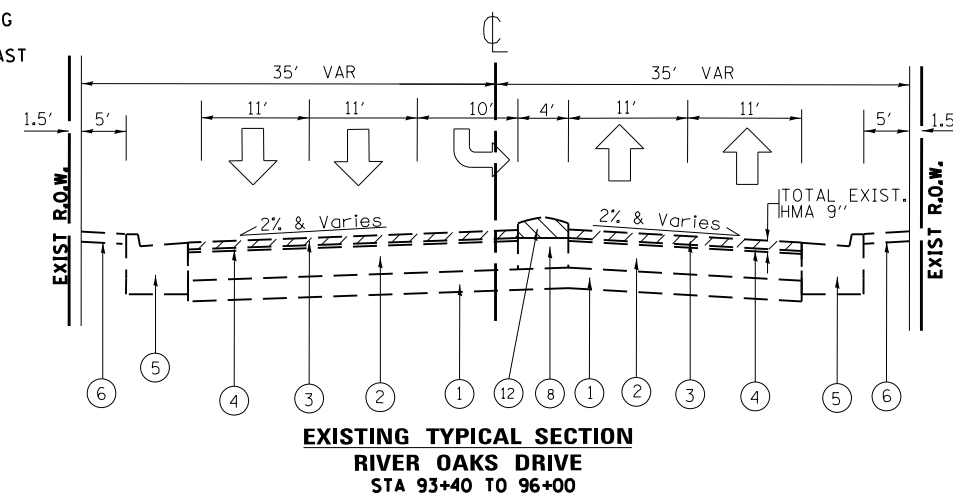 G
AST
℄
35' VAR
35' VAR
1.5'
5'
11'
11'
10'
4'
11'
11'
5'
1.5'
EXIST R.O.W.
2% & Varies
2% & Varies
TOTAL EXIST.
HMA 9"
EXIST R.O.W.
6
5
4
3
2
1
12
8
1
2
3
4
5
6
EXISTING TYPICAL SECTION
RIVER OAKS DRIVE
STA 93+40 TO 96+00